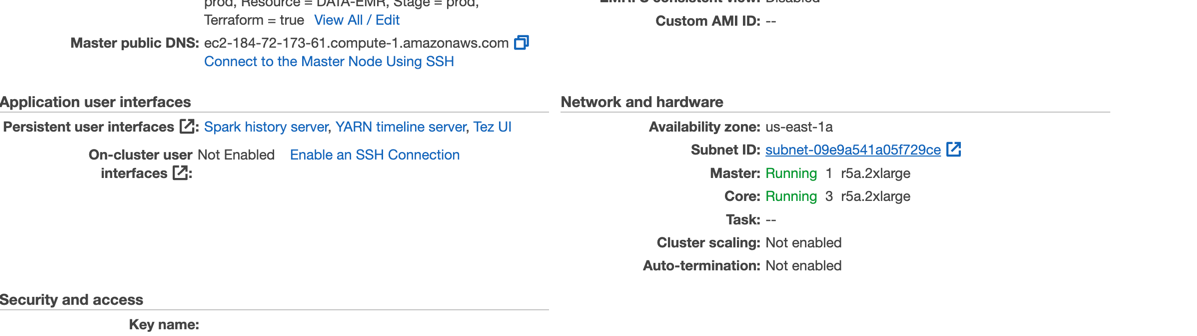 prod, Resource = DATA-EMR, Stage = prod,
Terraform = true View All / Edit
Master public DNS: ec2-184-72-173-61.compute-1.amazonaws.com
Connect to the Master Node Using SSH
EMRFS consistent view: Disabled
Custom AMI ID: --
Application user interfaces
Persistent user interfaces : Spark history server, YARN timeline server, Tez UI
On-cluster user Not Enabled Enable an SSH Connection
interfaces :
Network and hardware
Availability zone: us-east-1a
Subnet ID: subnet-09e9a541a05f729ce
Master: Running 1 r5a.2xlarge
Core: Running 3 r5a.2xlarge
Task: --
Cluster scaling: Not enabled
Auto-termination: Not enabled
Security and access
Key name: